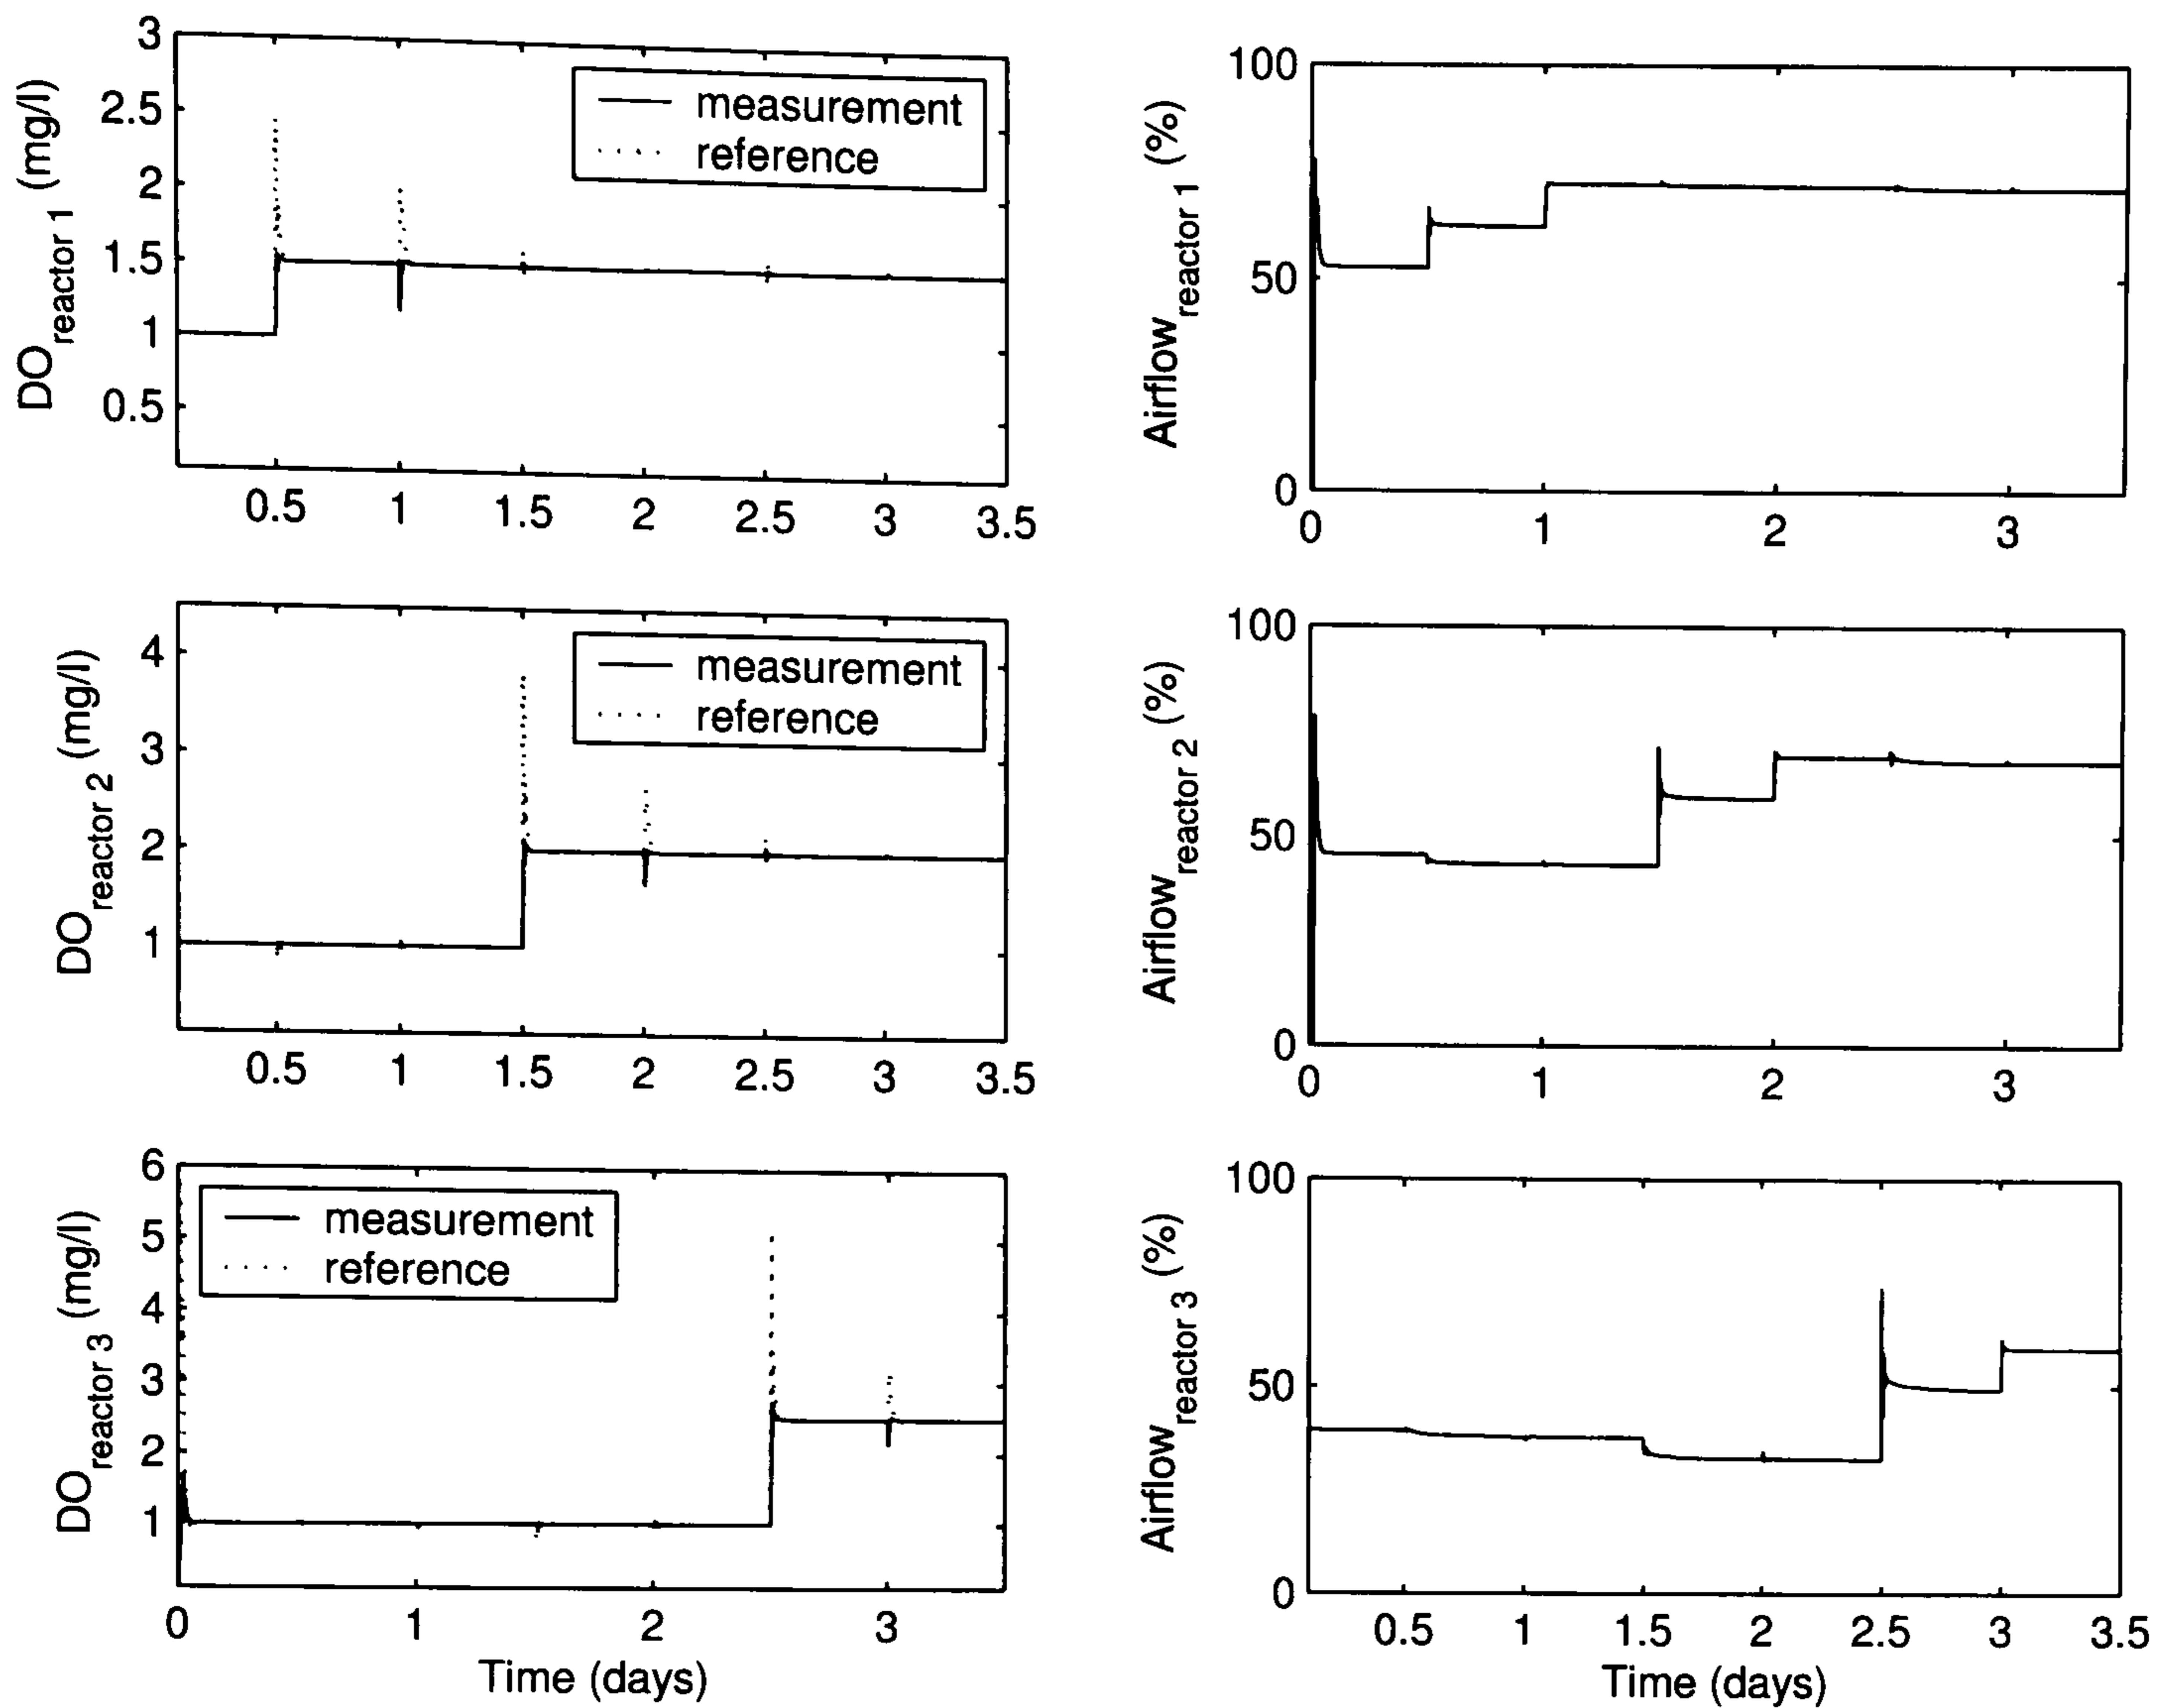 DO reactor 1 (mg/l)
3
2.5
2
1.5
1
0.5
measurement
reference
0.5 1 1.5 2 2.5 3 3.5
Airflow reactor 1 (%)
100
50
0
0 1 2 3
DO reactor 2 (mg/l)
4
3
2
1
measurement
reference
0.5 1 1.5 2 2.5 3 3.5
Airflow reactor 2 (%)
100
50
0
0 1 2 3
DO reactor 3 (mg/l)
6
5
4
3
2
1
measurement
reference
0 1 2 3
Time (days)
Airflow reactor 3 (%)
100
50
0
0.5 1 1.5 2 2.5 3 3.5
Time (days)